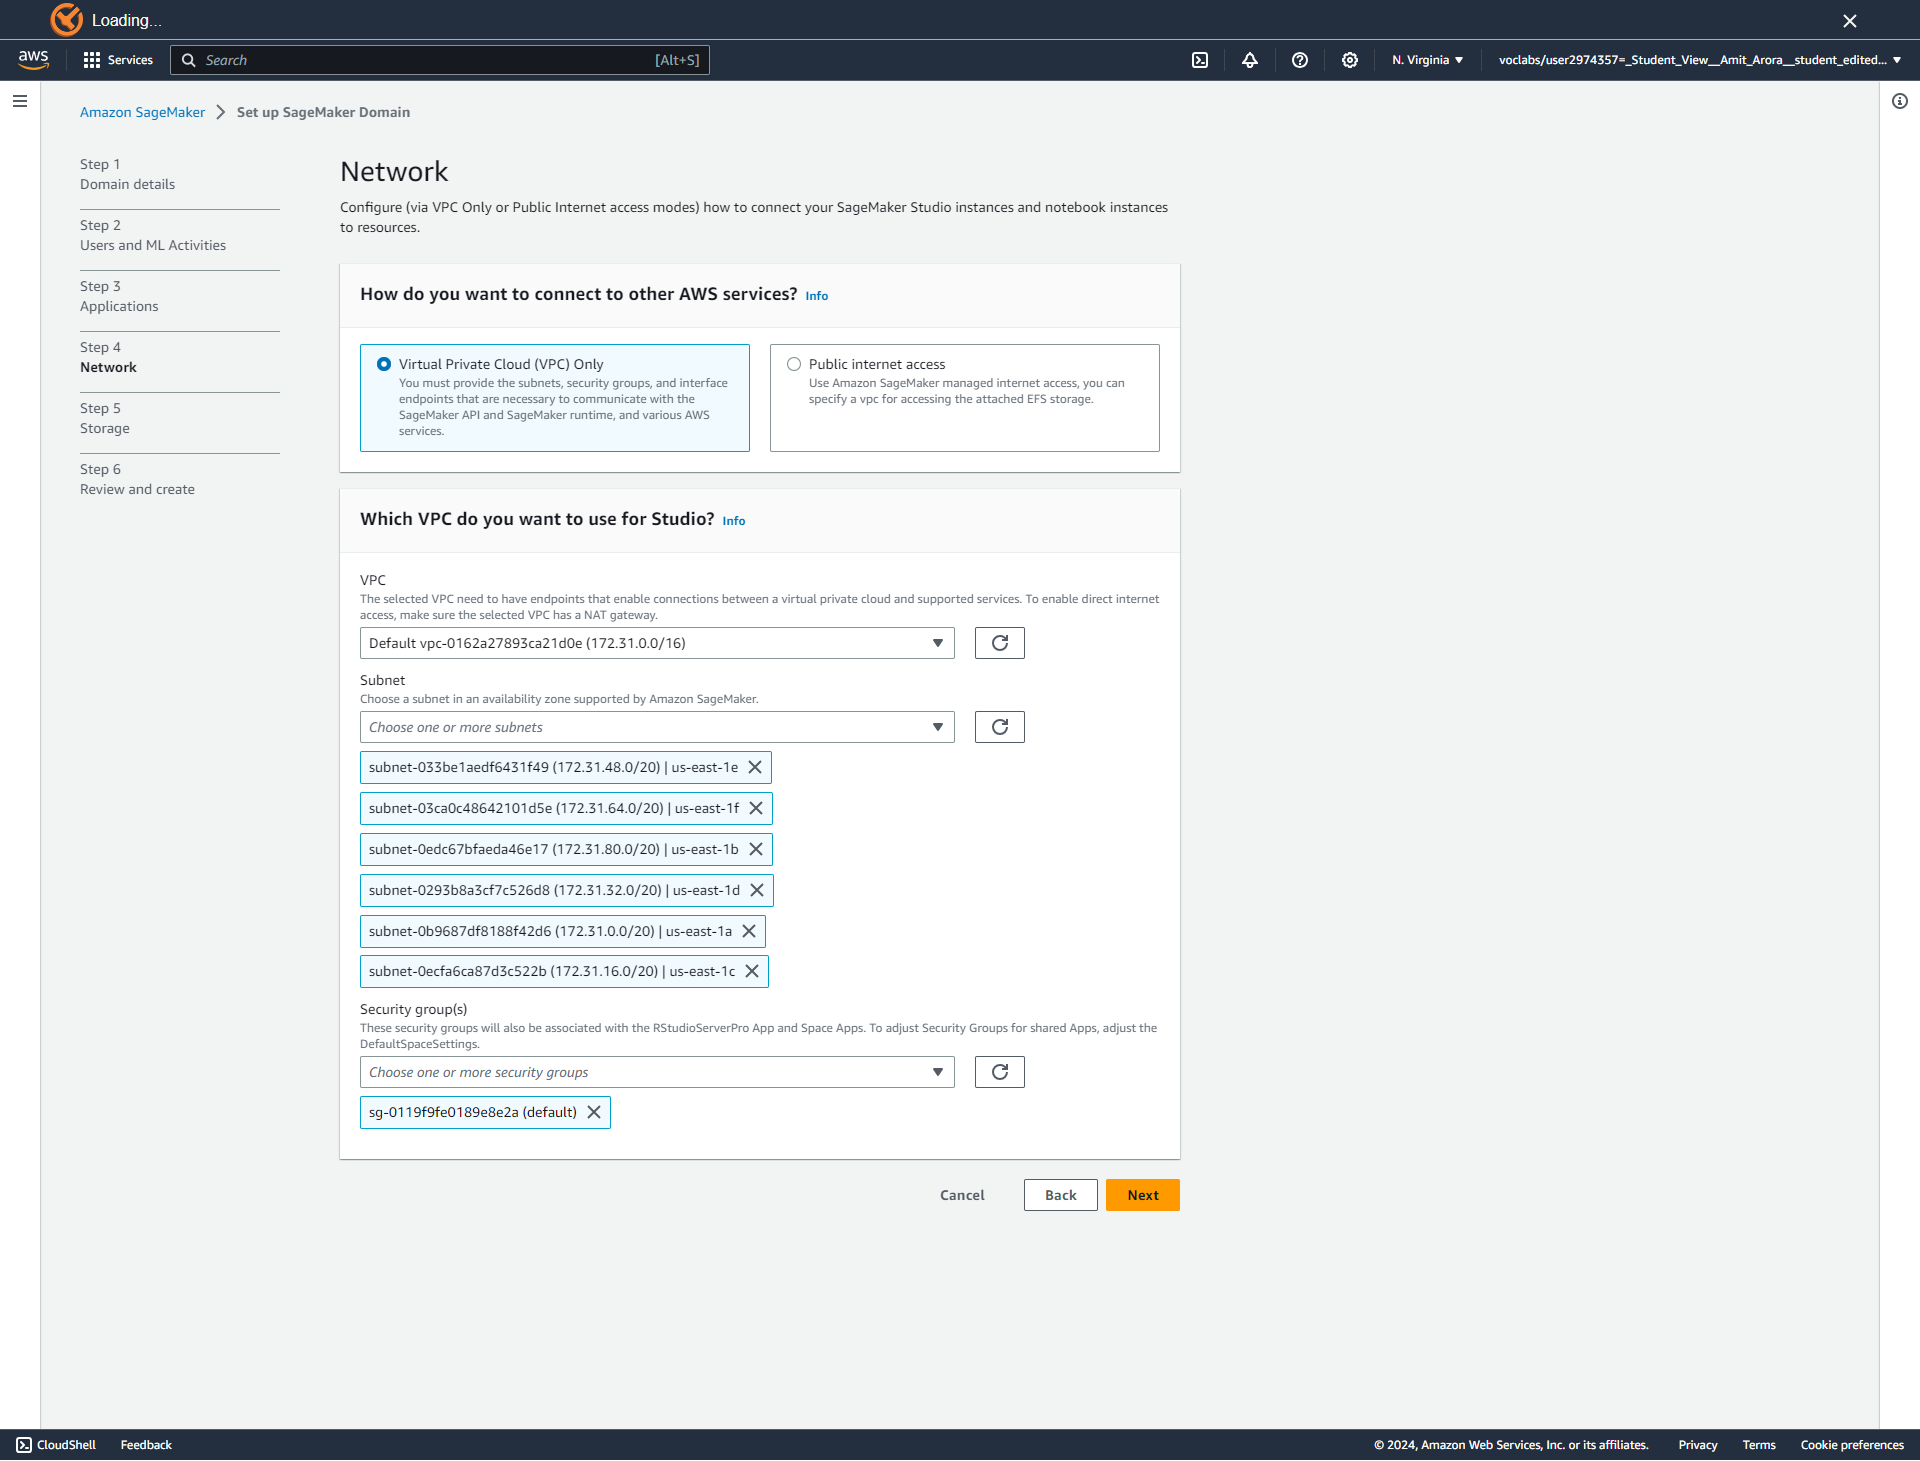 Loading...
aws
Services
Search
[Alt+S]
N. Virginia
voclabs/user2974357=_Student_View__Amit_Arora__student_edited...
Amazon SageMaker
Set up SageMaker Domain
Step 1
Domain details
Step 2
Users and ML Activities
Step 3
Applications
Step 4
Network
Step 5
Storage
Step 6
Review and create
Network
Configure (via VPC Only or Public Internet access modes) how to connect your SageMaker Studio instances and notebook instances
to resources.
How do you want to connect to other AWS services? Info
Virtual Private Cloud (VPC) Only
You must provide the subnets, security groups, and interface
endpoints that are necessary to communicate with the
SageMaker API and SageMaker runtime, and various AWS
services.
Public internet access
Use Amazon SageMaker managed internet access, you can
specify a vpc for accessing the attached EFS storage.
Which VPC do you want to use for Studio? Info
VPC
The selected VPC need to have endpoints that enable connections between a virtual private cloud and supported services. To enable direct internet
access, make sure the selected VPC has a NAT gateway.
Default vpc-0162a27893ca21d0e (172.31.0.0/16)
Subnet
Choose a subnet in an availability zone supported by Amazon SageMaker.
Choose one or more subnets
subnet-033be1aedf6431f49 (172.31.48.0/20) | us-east-1e
subnet-03ca0c48642101d5e (172.31.64.0/20) | us-east-1f
subnet-0edc67bfaeda46e17 (172.31.80.0/20) | us-east-1b
subnet-0293b8a3cf7c526d8 (172.31.32.0/20) | us-east-1d
subnet-0b9687df8188f42d6 (172.31.0.0/20) | us-east-1a
subnet-0ecfa6ca87d3c522b (172.31.16.0/20) | us-east-1c
Security group(s)
These security groups will also be associated with the RStudioServerPro App and Space Apps. To adjust Security Groups for shared Apps, adjust the
DefaultSpaceSettings.
Choose one or more security groups
sg-0119f9fe0189e8e2a (default)
Cancel
Back
Next
CloudShell
Feedback
© 2024, Amazon Web Services, Inc. or its affiliates.
Privacy
Terms
Cookie preferences